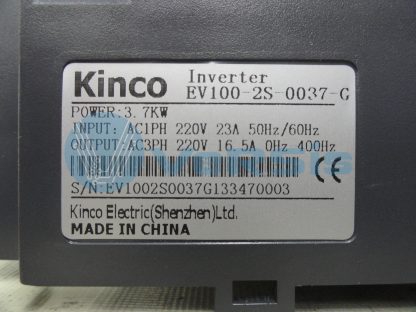 Kinco Inverter
EV100-2S-0037-G
POWER:3.7KW
INPUT: AC1PH 220V 23A 50Hz/60Hz
OUTPUT: AC3PH 220V 16.5A 0Hz 400Hz
S/N:EV1002S0037G133470003
CE
Kinco Electric(Shenzhen)Ltd.
MADE IN CHINA